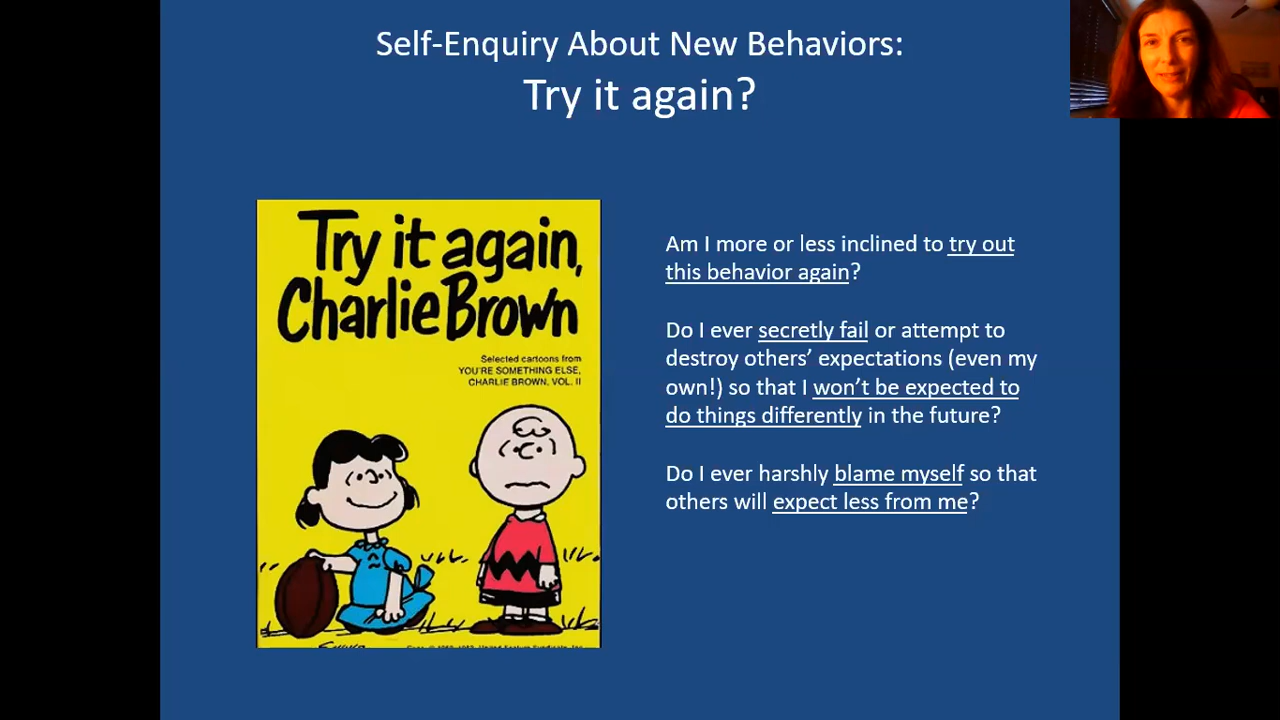 Self-Enquiry About New Behaviors:
Try it again?
Try it again,
Charlie Brown
Selected cartoons from
YOU'RE SOMETHING ELSE,
CHARLIE BROWN, VOL. II
Am I more or less inclined to try out
this behavior again?
Do I ever secretly fail or attempt to
destroy others' expectations (even my
own!) so that I won't be expected to
do things differently in the future?
Do I ever harshly blame myself so that
others will expect less from me?